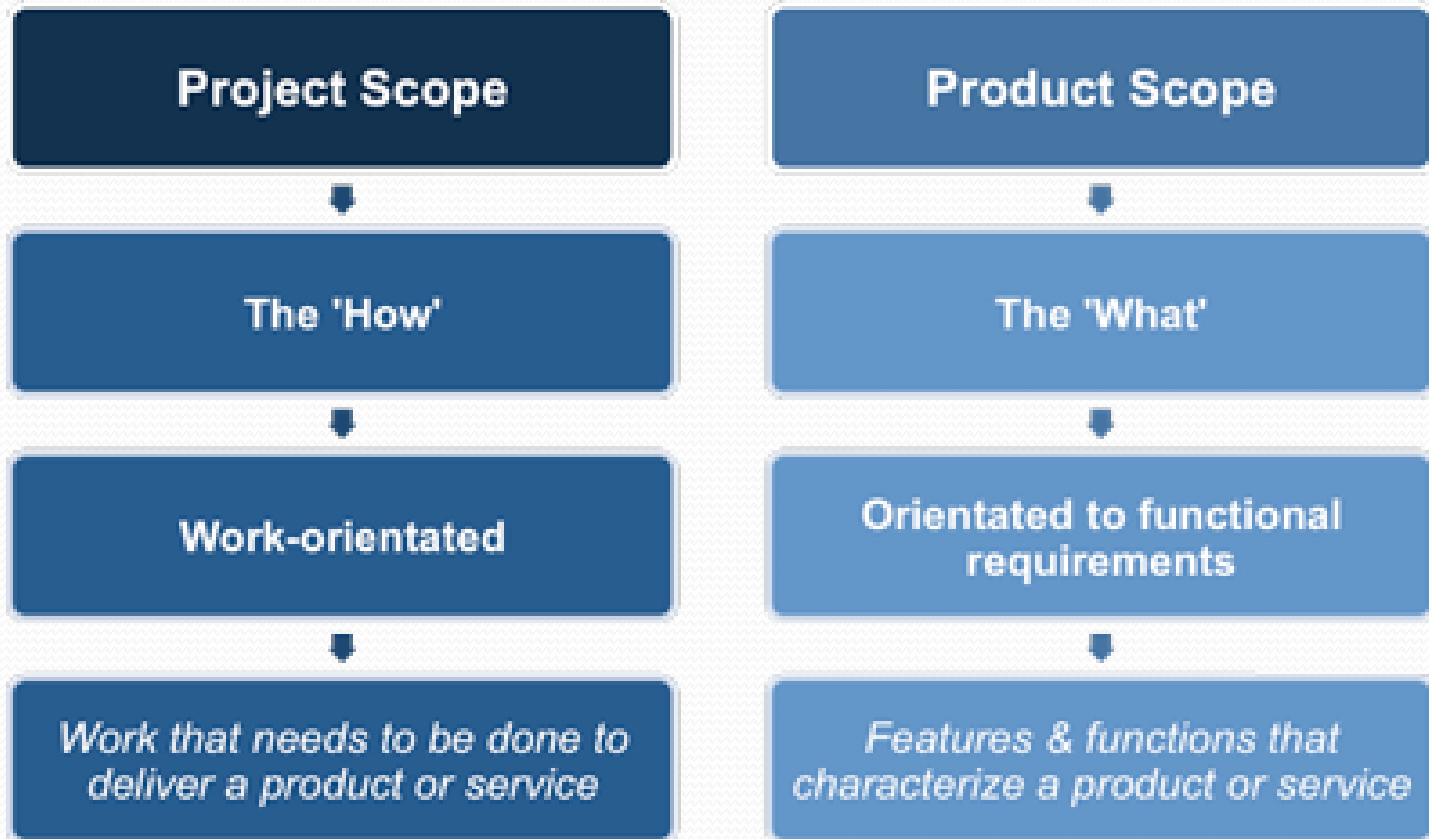 Project Scope
The 'How'
Work-orientated
Work that needs to be done to
deliver a product or service
Product Scope
The 'What'
Orientated to functional
requirements
Features & functions that
characterize a product or service